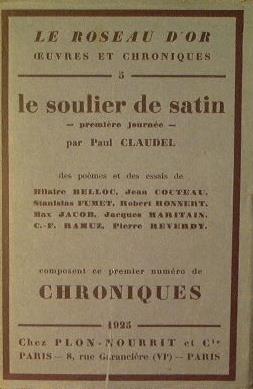 LE ROSEAU D'OR
ŒUVRES ET CHRONIQUES
5
le soulier de satin
— première journée —
par Paul CLAUDEL
des poèmes et des essais de
Hilaire BELLOC, Jean COCTEAU,
Stanislas FUMET, Robert HONNERT,
Max JACOB, Jacques MARITAIN,
C.-F. RAMUZ, Pierre REVERDY,
composent ce premier numéro de
CHRONIQUES
1925
Chez PLON-NOURRIT et Cie
PARIS — 8, rue Garancière (VIe) — PARIS